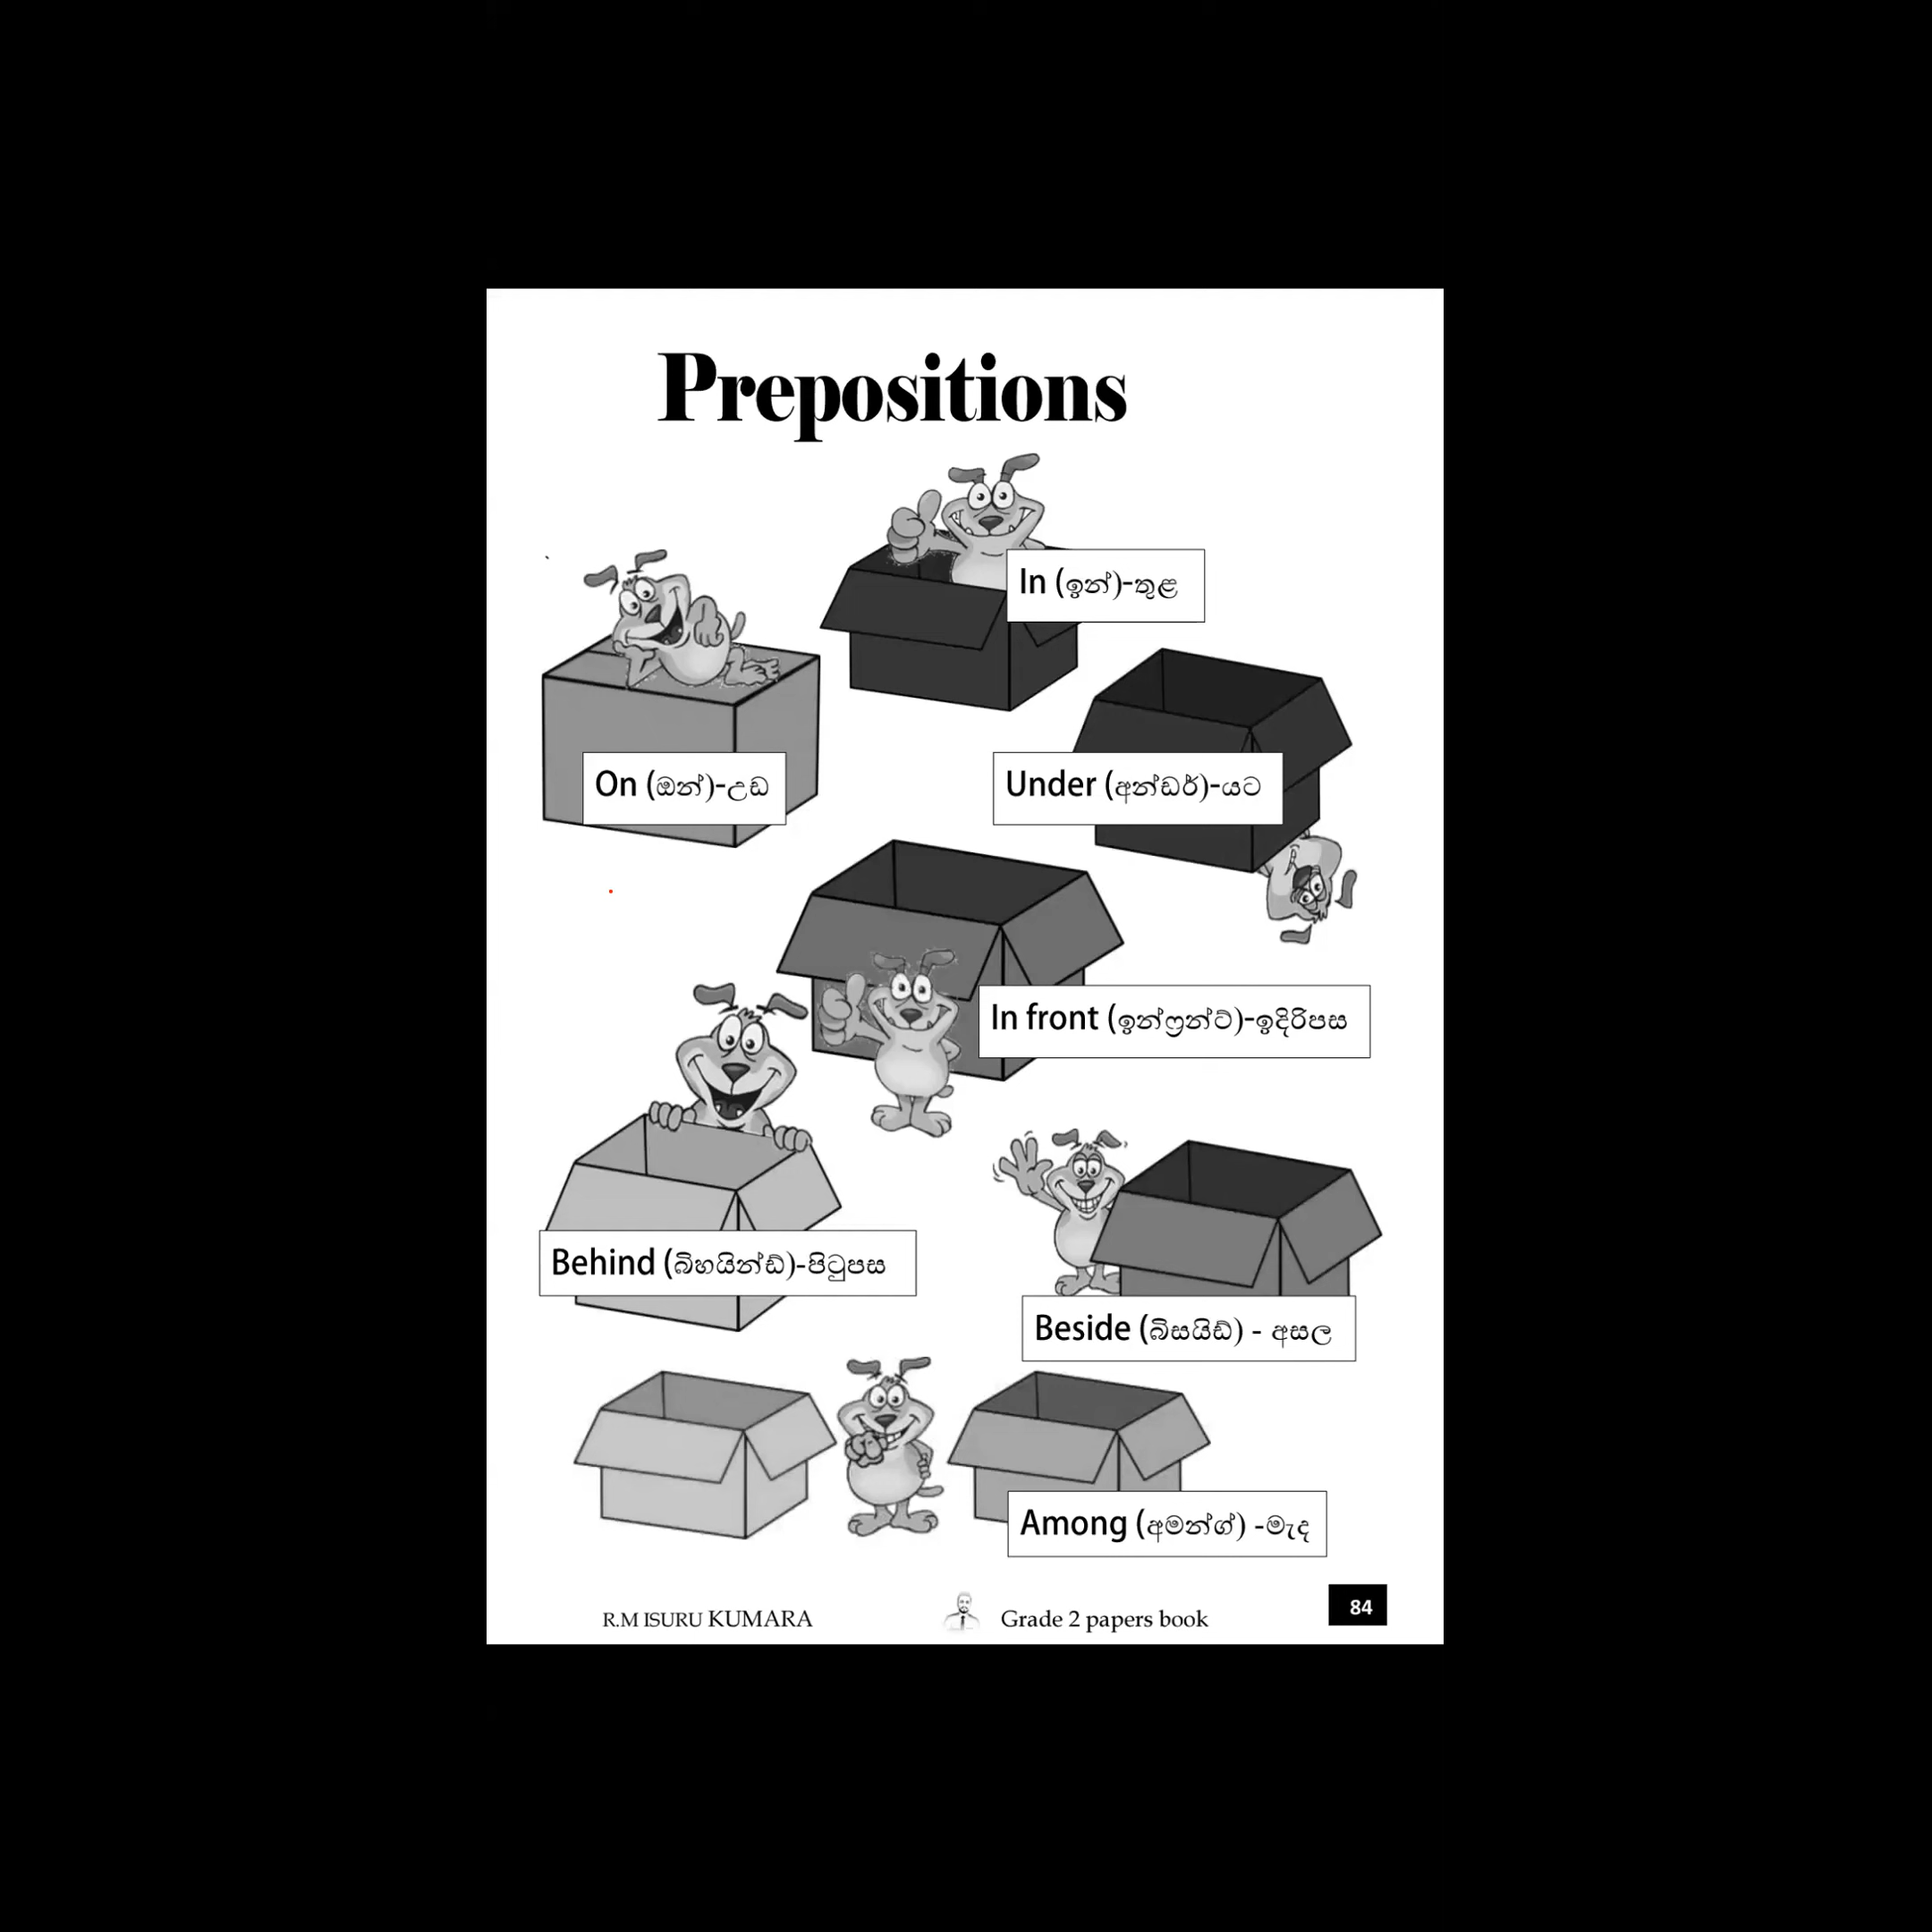 Prepositions
In (ඉන්)-තුළ
On (ඔන්)-උඩ
Under (අන්ඩර්)-යට
In front (ඉන්ෆ්‍රන්ට්)-ඉදිරිපස
Behind (බිහයින්ඩ්)-පිටුපස
Beside (බිසයිඩ්) - අසල
Among (අමන්ග්) -මැද
R.M ISURU KUMARA
Grade 2 papers book
84